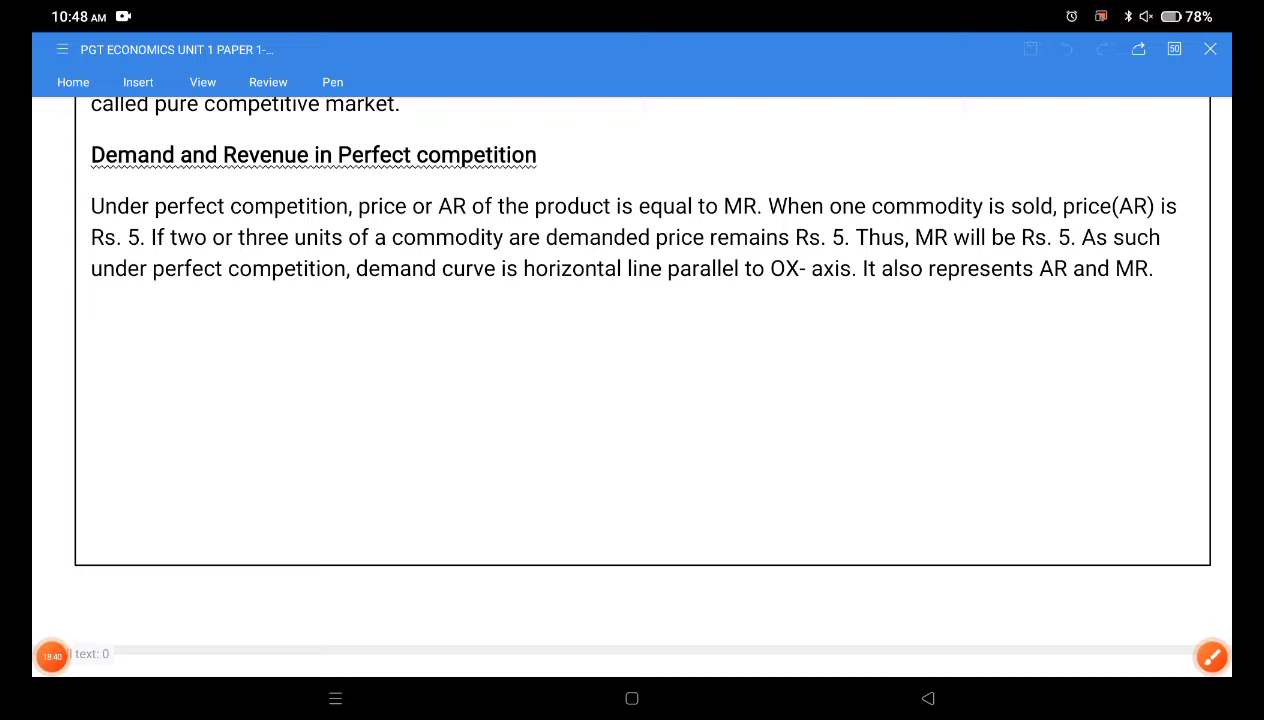 10:48 AM
78%
PGT ECONOMICS UNIT 1 PAPER 1-...
50
Home Insert View Review Pen
called pure competitive market.
Demand and Revenue in Perfect competition
Under perfect competition, price or AR of the product is equal to MR. When one commodity is sold, price(AR) is
Rs. 5. If two or three units of a commodity are demanded price remains Rs. 5. Thus, MR will be Rs. 5. As such
under perfect competition, demand curve is horizontal line parallel to OX- axis. It also represents AR and MR.
18:40
text: 0